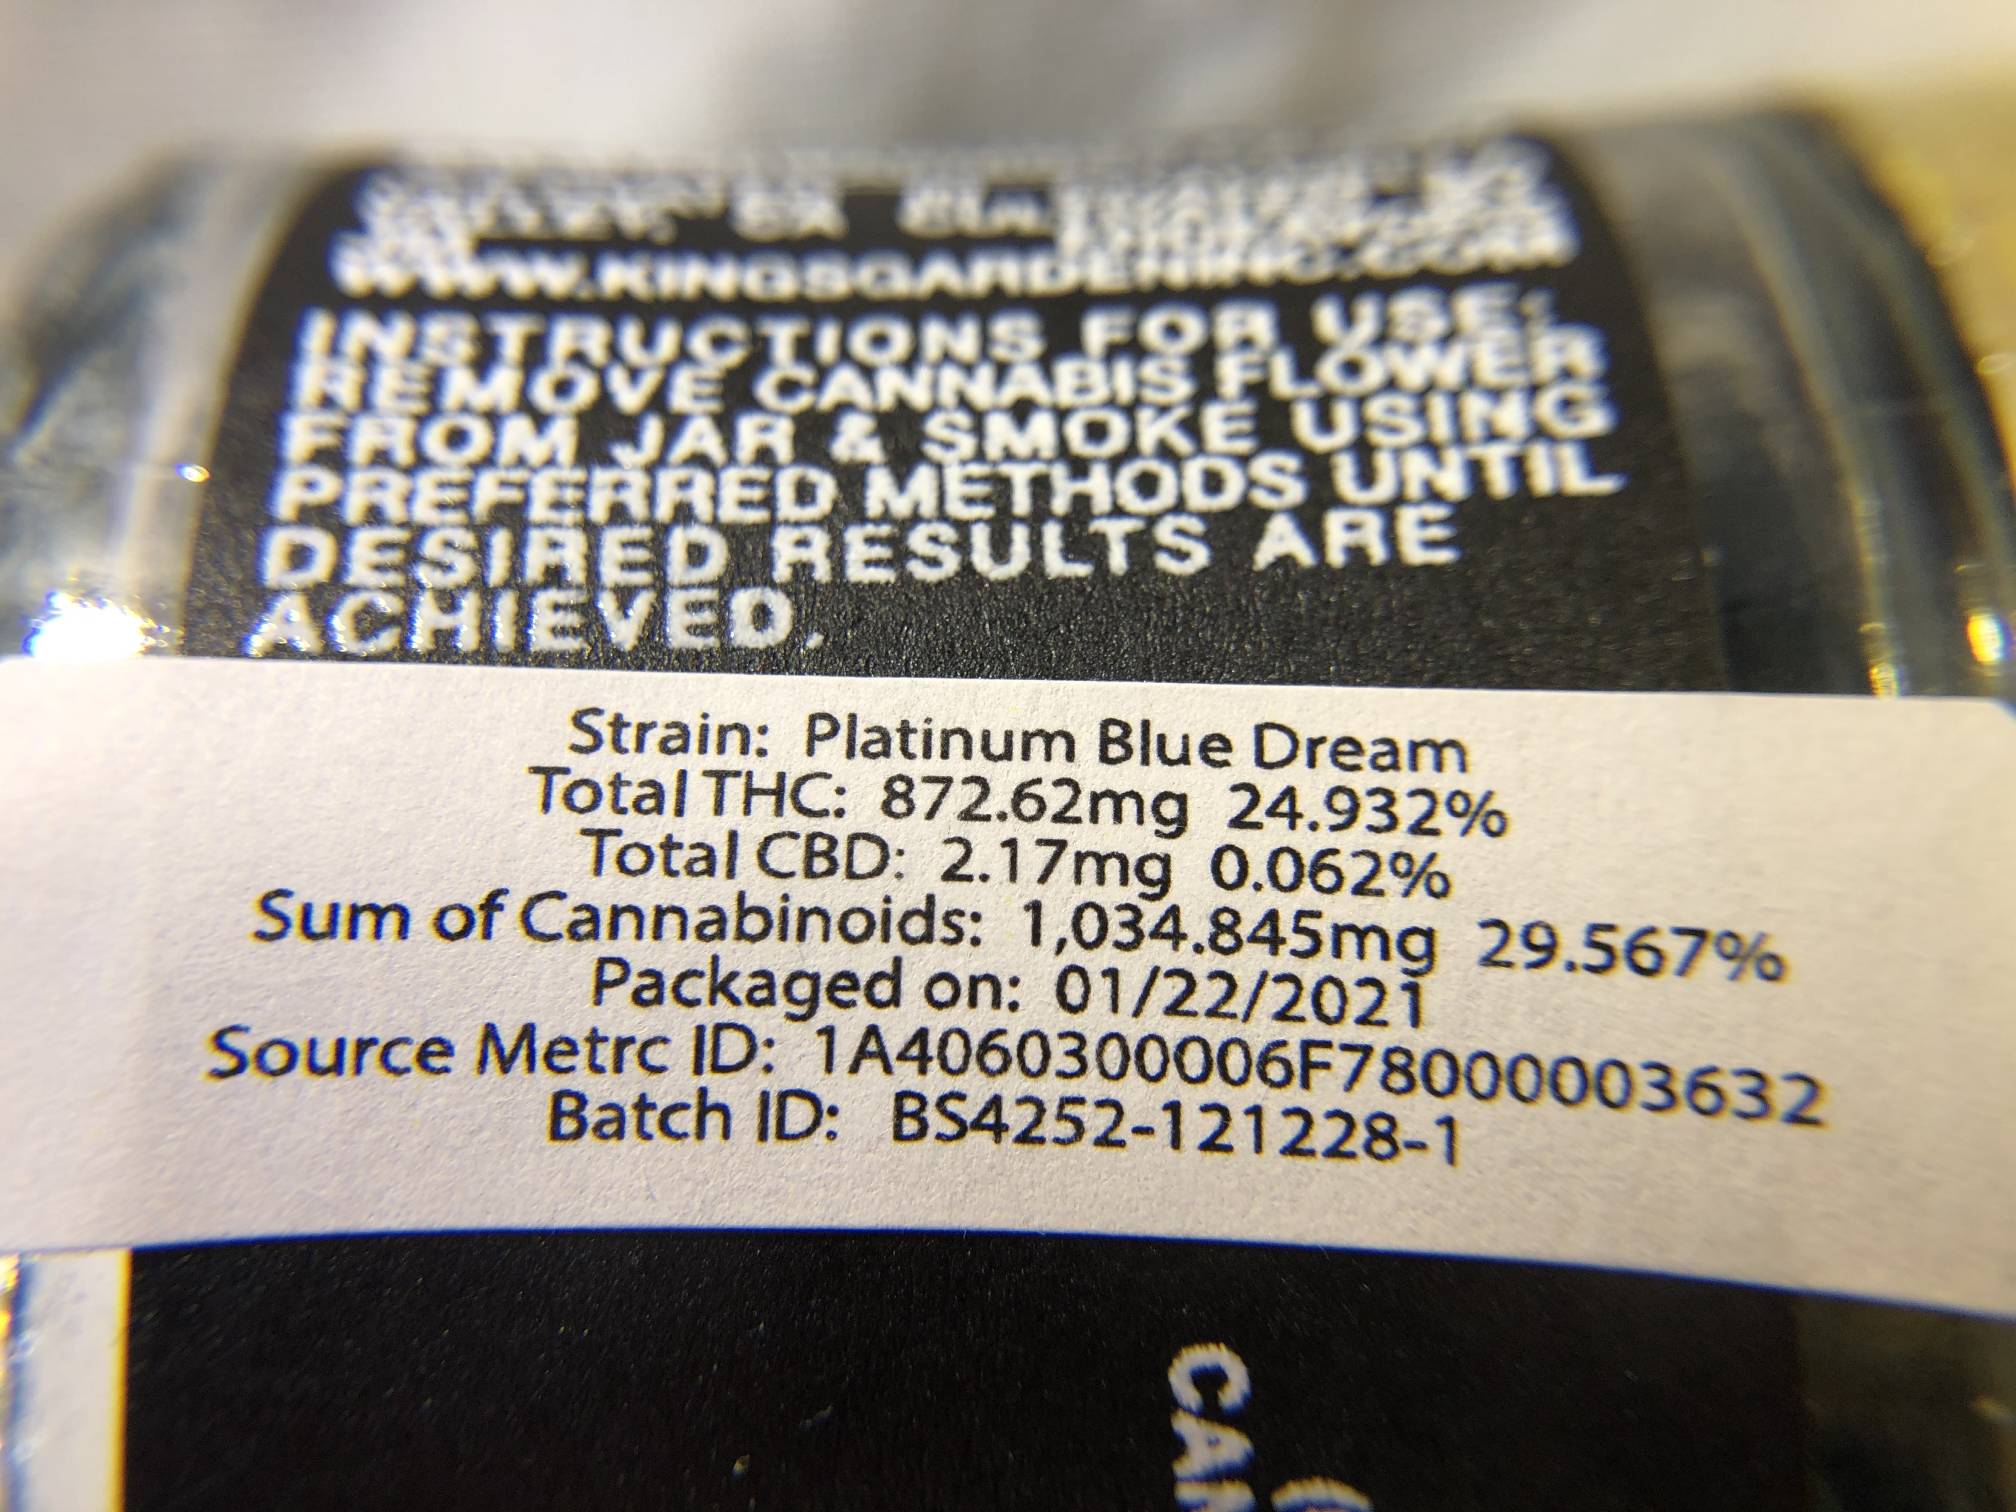 WWW.KINGSGARDENING.COM
INSTRUCTIONS FOR USE:
REMOVE CANNABIS FLOWER
FROM JAR & SMOKE USING
PREFERRED METHODS UNTIL
DESIRED RESULTS ARE
ACHIEVED.
Strain: Platinum Blue Dream
Total THC: 872.62mg 24.932%
Total CBD: 2.17mg 0.062%
Sum of Cannabinoids: 1,034.845mg 29.567%
Packaged on: 01/22/2021
Source Metrc ID: 1A4060300006F78000003632
Batch ID: BS4252-121228-1